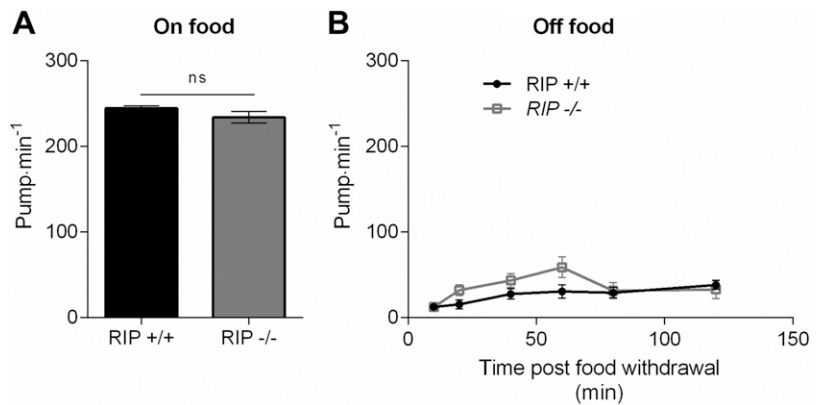 A
On food
300
200
100
0
Pump·min⁻¹
ns
RIP +/+
RIP -/-
B
Off food
300
200
100
0
Pump·min⁻¹
RIP +/+
RIP -/-
0
50
100
150
Time post food withdrawal
(min)